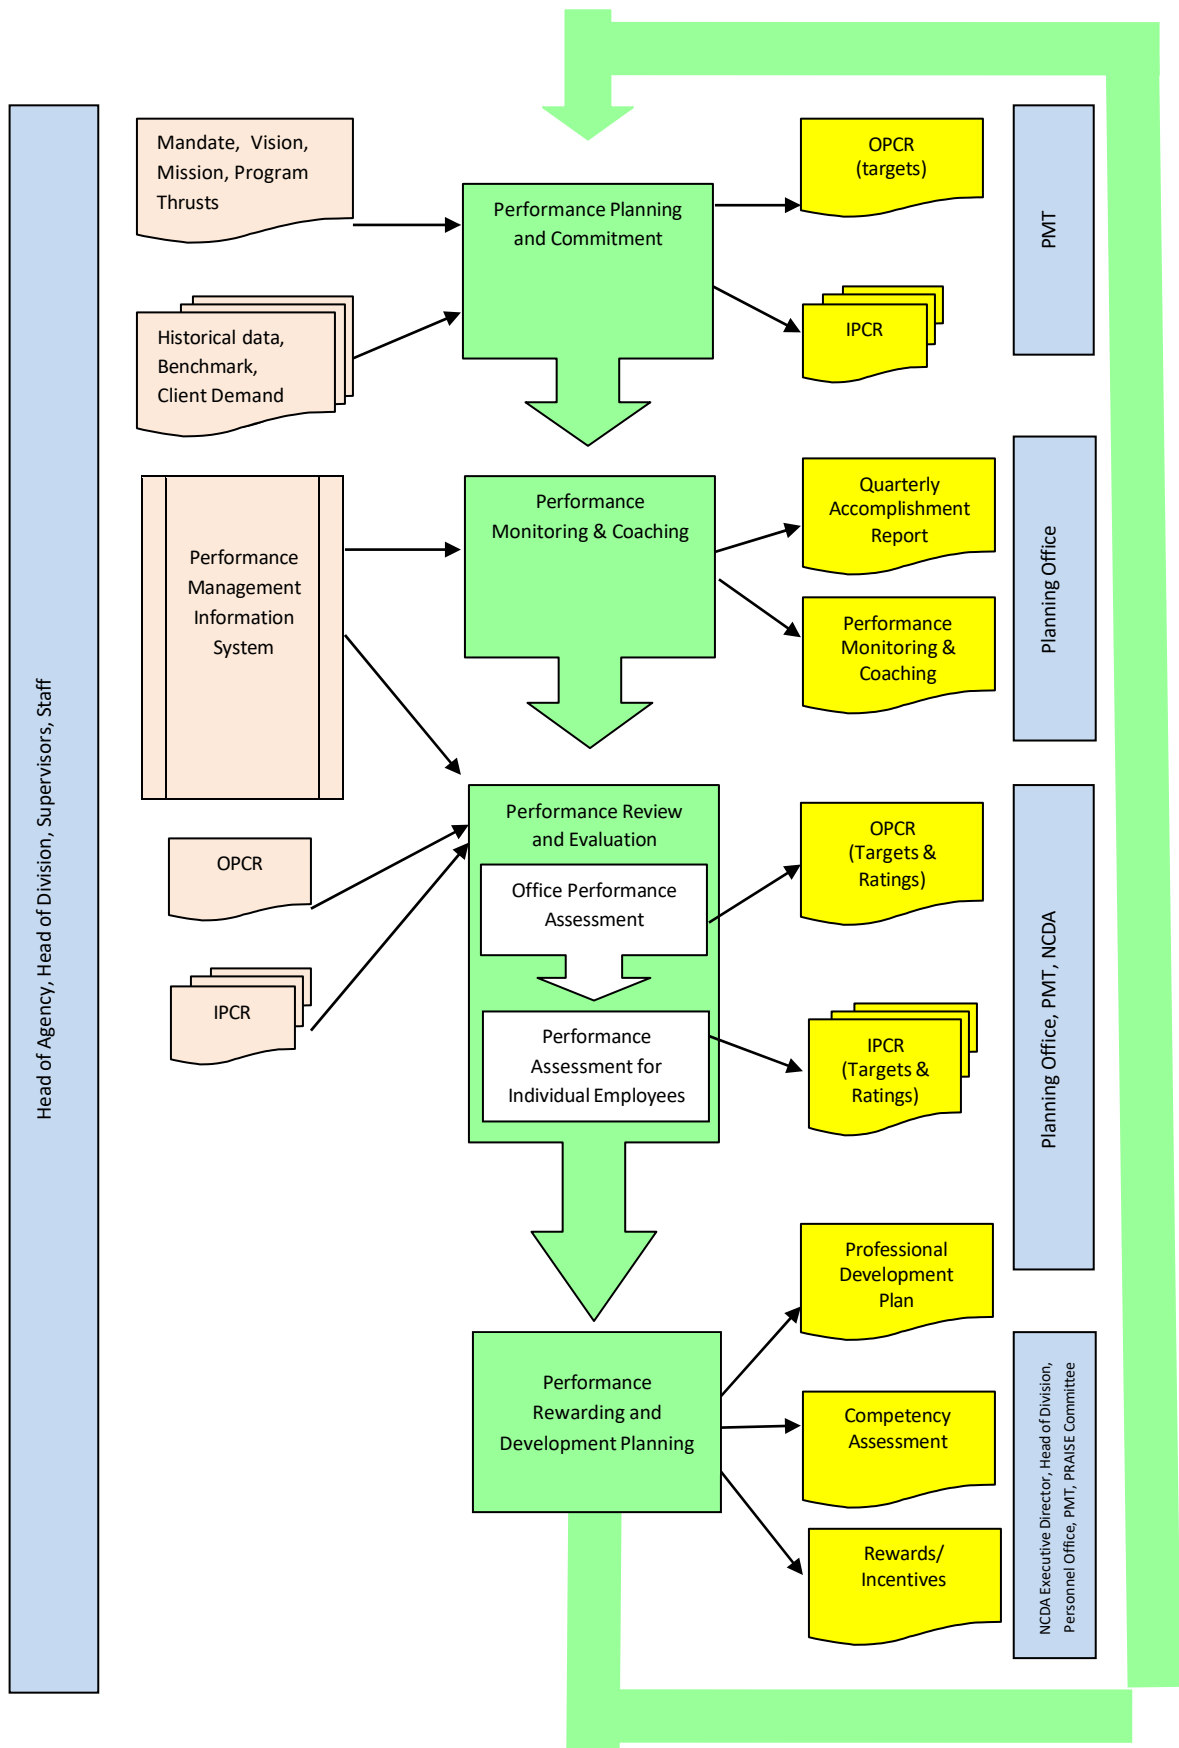 Head of Agency, Head of Division, Supervisors, Staff
Mandate, Vision,
Mission, Program
Thrusts
Historical data,
Benchmark,
Client Demand
Performance Planning
and Commitment
OPCR
(targets)
IPCR
PMT
Performance
Management
Information
System
Performance
Monitoring & Coaching
Quarterly
Accomplishment
Report
Performance
Monitoring &
Coaching
Planning Office
OPCR
IPCR
Performance Review
and Evaluation
Office Performance
Assessment
Performance
Assessment for
Individual Employees
OPCR
(Targets &
Ratings)
IPCR
(Targets &
Ratings)
Planning Office, PMT, NCDA
Performance
Rewarding and
Development Planning
Professional
Development
Plan
Competency
Assessment
Rewards/
Incentives
NCDA Executive Director, Head of Division,
Personnel Office, PMT, PRAISE Committee